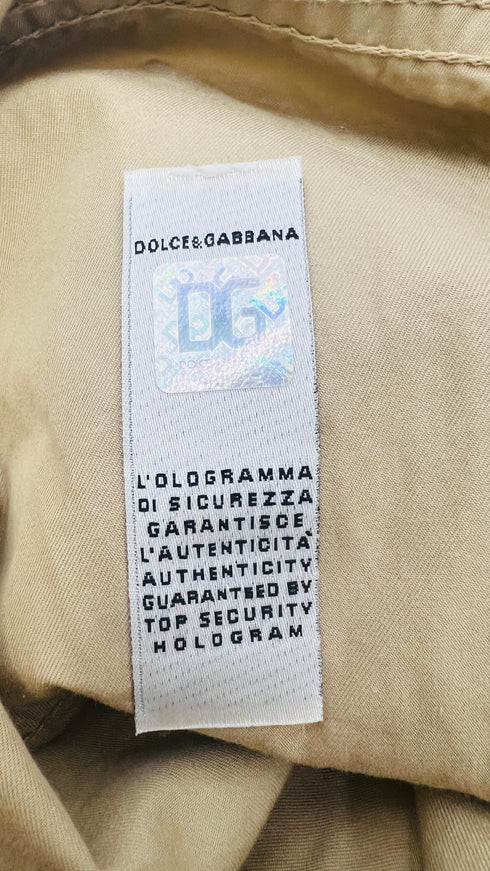 DOLCE&GABBANA
DG
L'OLOGRAMMA
DI SICUREZZA
GARANTISCE
L'AUTENTICITÀ
AUTHENTICITY
GUARANTEED BY
TOP SECURITY
HOLOGRAM